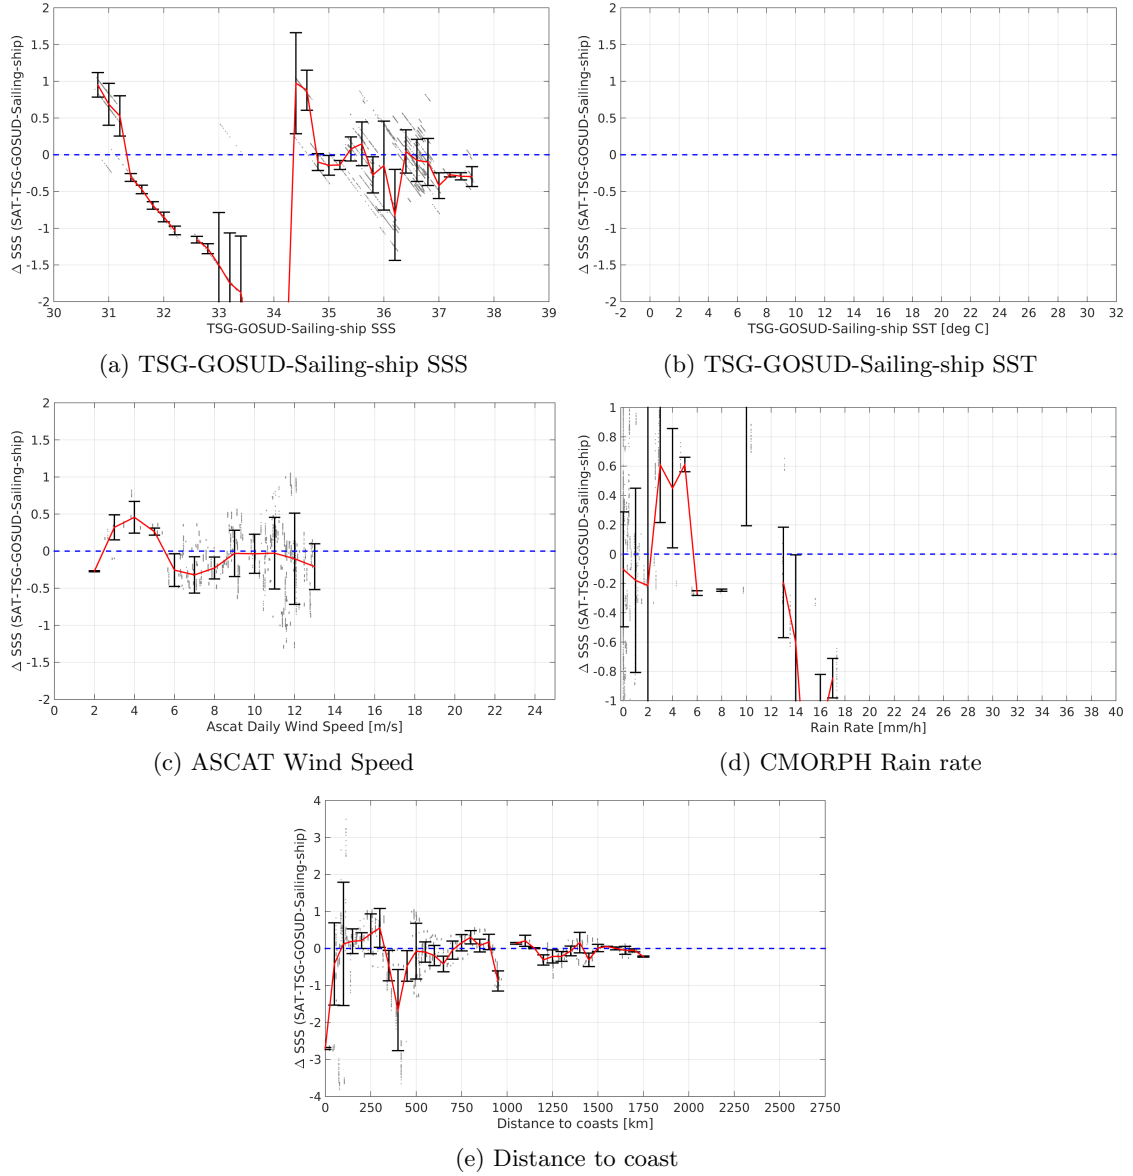 2
1.5
1
0.5
0
-0.5
-1
-1.5
-2
Δ SSS (SAT-TSG-GOSUD-Sailing-ship)
30 31 32 33 34 35 36 37 38 39
TSG-GOSUD-Sailing-ship SSS
(a) TSG-GOSUD-Sailing-ship SSS
2
1.5
1
0.5
0
-0.5
-1
-1.5
-2
Δ SSS (SAT-TSG-GOSUD-Sailing-ship)
-2 0 2 4 6 8 10 12 14 16 18 20 22 24 26 28 30 32
TSG-GOSUD-Sailing-ship SST [deg C]
(b) TSG-GOSUD-Sailing-ship SST
2
1.5
1
0.5
0
-0.5
-1
-1.5
-2
Δ SSS (SAT-TSG-GOSUD-Sailing-ship)
0 2 4 6 8 10 12 14 16 18 20 22 24
Ascat Daily Wind Speed [m/s]
(c) ASCAT Wind Speed
1
0.8
0.6
0.4
0.2
0
-0.2
-0.4
-0.6
-0.8
-1
Δ SSS (SAT-TSG-GOSUD-Sailing-ship)
0 2 4 6 8 10 12 14 16 18 20 22 24 26 28 30 32 34 36 38 40
Rain Rate [mm/h]
(d) CMORPH Rain rate
4
3
2
1
0
-1
-2
-3
-4
Δ SSS (SAT-TSG-GOSUD-Sailing-ship)
0 250 500 750 1000 1250 1500 1750 2000 2250 2500 2750
Distance to coasts [km]
(e) Distance to coast